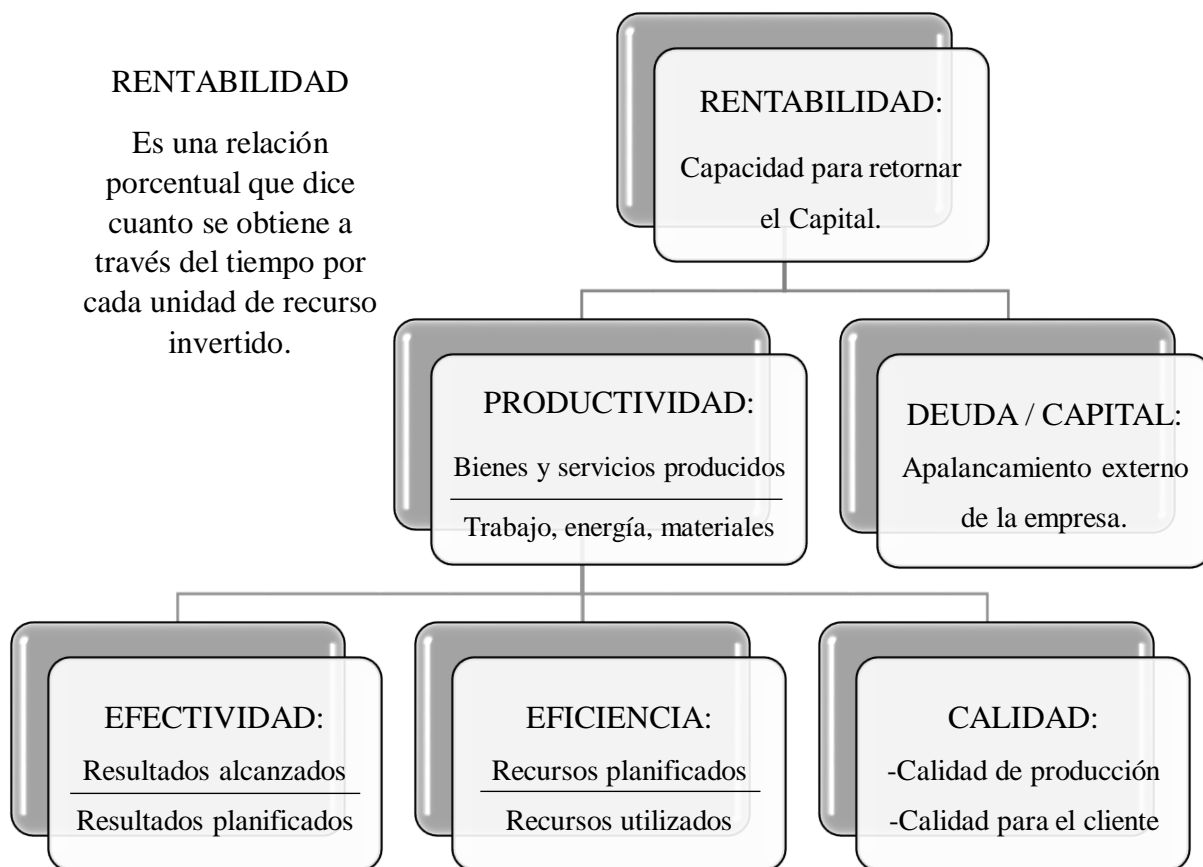 RENTABILIDAD
Es una relación
porcentual que dice
cuanto se obtiene a
través del tiempo por
cada unidad de recurso
invertido.
RENTABILIDAD:
Capacidad para retornar
el Capital.
PRODUCTIVIDAD:
Bienes y servicios producidos
Trabajo, energía, materiales
DEUDA / CAPITAL:
Apalancamiento externo
de la empresa.
EFECTIVIDAD:
Resultados alcanzados
Resultados planificados
EFICIENCIA:
Recursos planificados
Recursos utilizados
CALIDAD:
-Calidad de producción
-Calidad para el cliente